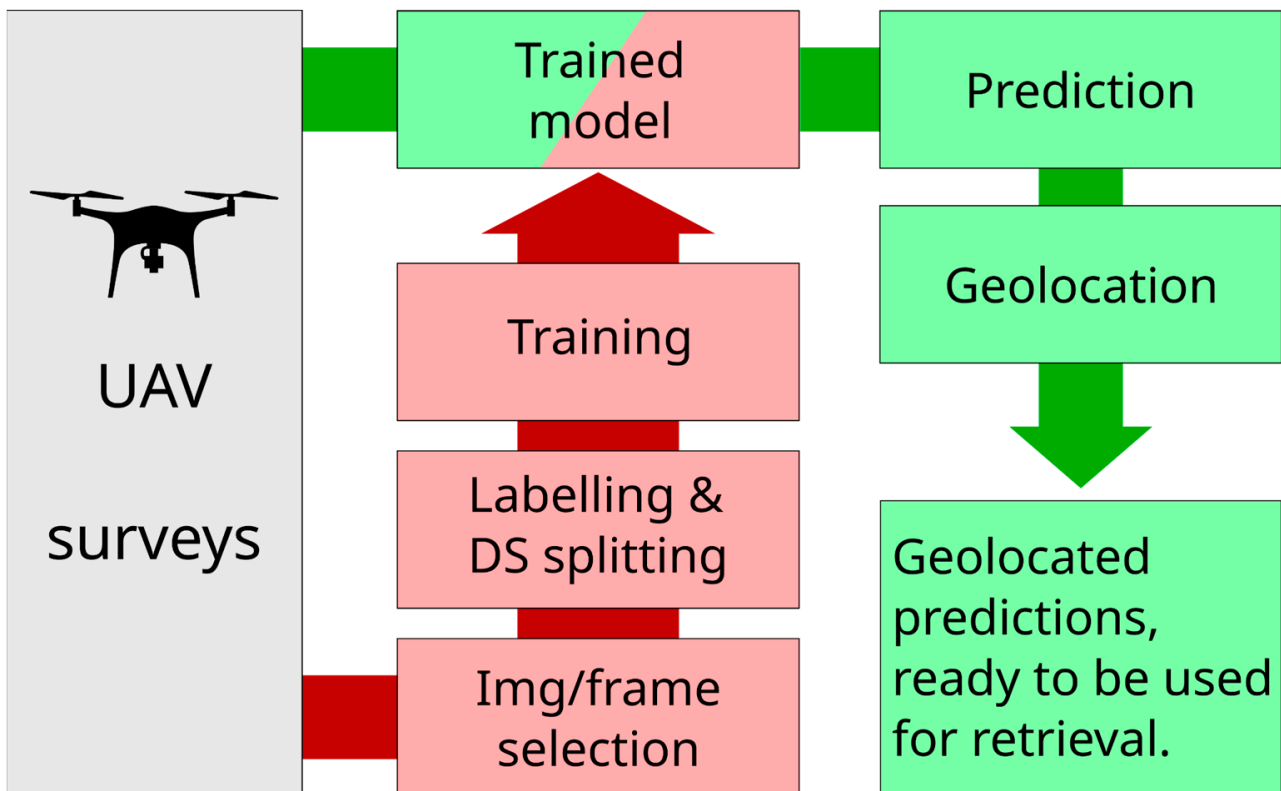 UAV
surveys
Trained
model
Training
Labelling &
DS splitting
Img/frame
selection
Prediction
Geolocation
Geolocated
predictions,
ready to be used
for retrieval.